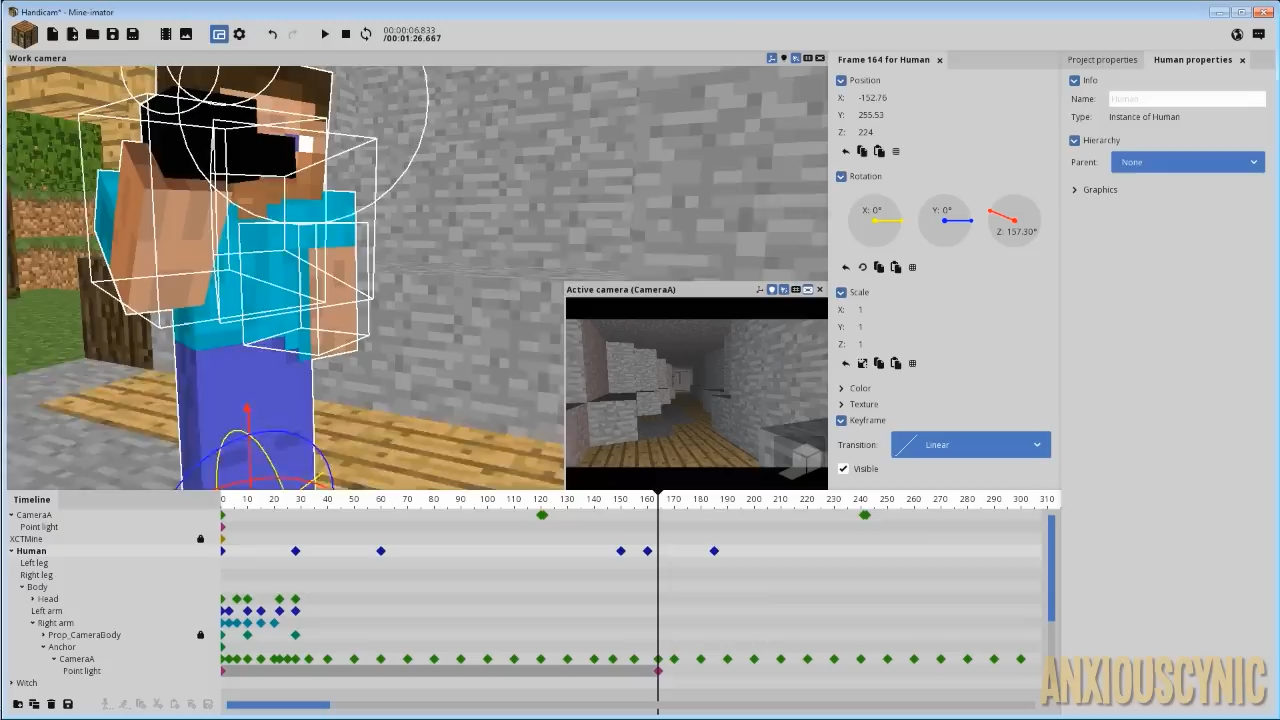 Handicam* - Mine-imator
00:00:06.833
/00:01:26.667
Work camera
Active camera (CameraA)
Frame 164 for Human
Position
X: -152.76
Y: 255.53
Z: 224
Rotation
X: 0°
Y: 0°
Z: 157.30°
Scale
X: 1
Y: 1
Z: 1
Color
Texture
Keyframe
Transition: Linear
Visible
Project properties
Human properties
Info
Name: Human
Type: Instance of Human
Hierarchy
Parent: None
Graphics
Timeline
0 10 20 30 40 50 60 70 80 90 100 110 120 130 140 150 160 170 180 190 200 210 220 230 240 250 260 270 280 290 300 310
CameraA
Point light
XCTMine
Human
Left leg
Right leg
Body
Head
Left arm
Right arm
Prop_CameraBody
Anchor
CameraA
Point light
Witch
ANXIOUSCYNIC